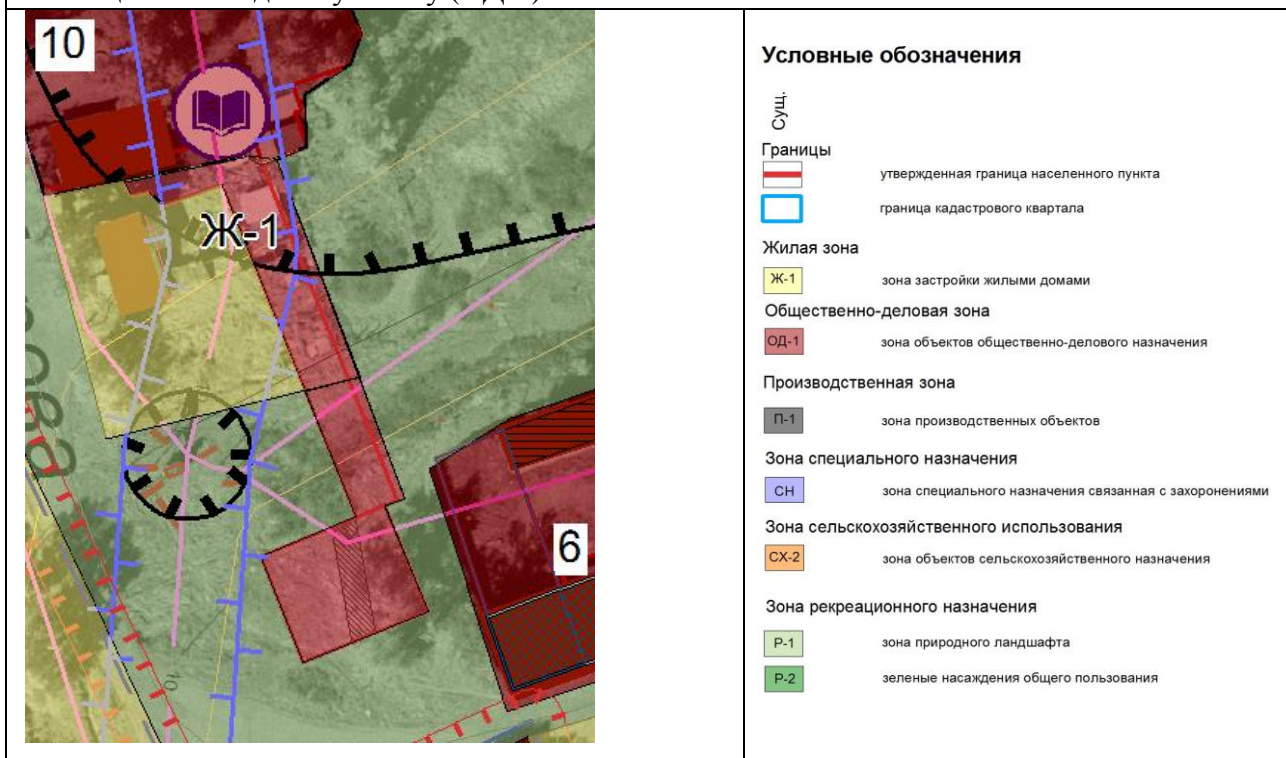 10
Ж-1
6
10
Условные обозначения
Сущ.
Границы
утвержденная граница населенного пункта
граница кадастрового квартала
Жилая зона
Ж-1 зона застройки жилыми домами
Общественно-деловая зона
ОД-1 зона объектов общественно-делового назначения
Производственная зона
П-1 зона производственных объектов
Зона специального назначения
СН зона специального назначения связанная с захоронениями
Зона сельскохозяйственного использования
СХ-2 зона объектов сельскохозяйственного назначения
Зона рекреационного назначения
Р-1 зона природного ландшафта
Р-2 зеленые насаждения общего пользования